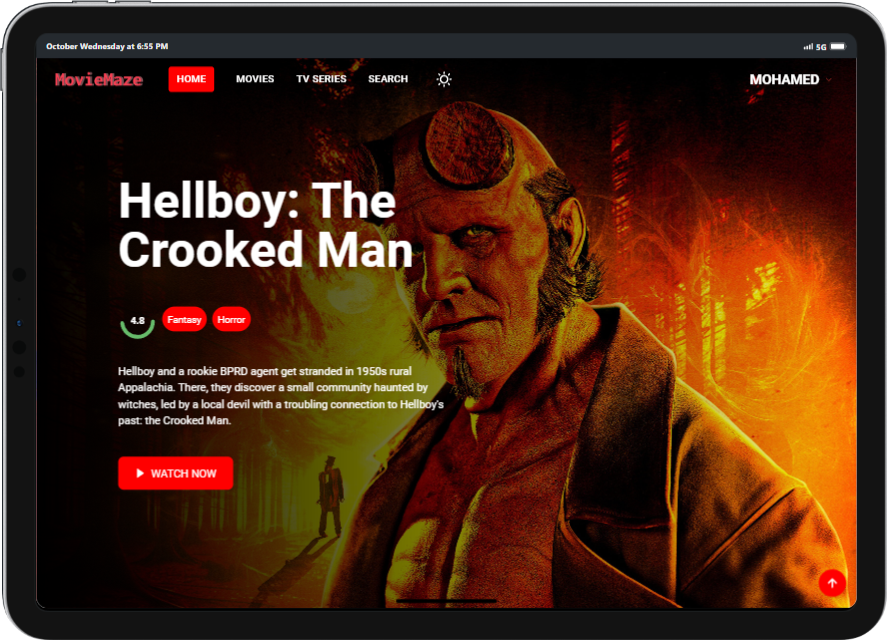 October Wednesday at 6:55 PM
5G
MovieMaze
HOME
MOVIES
TV SERIES
SEARCH
MOHAMED
Hellboy: The
Crooked Man
4.8
Fantasy
Horror
Hellboy and a rookie BPRD agent get stranded in 1950s rural
Appalachia. There, they discover a small community haunted by
witches, led by a local devil with a troubling connection to Hellboy's
past: the Crooked Man.
WATCH NOW